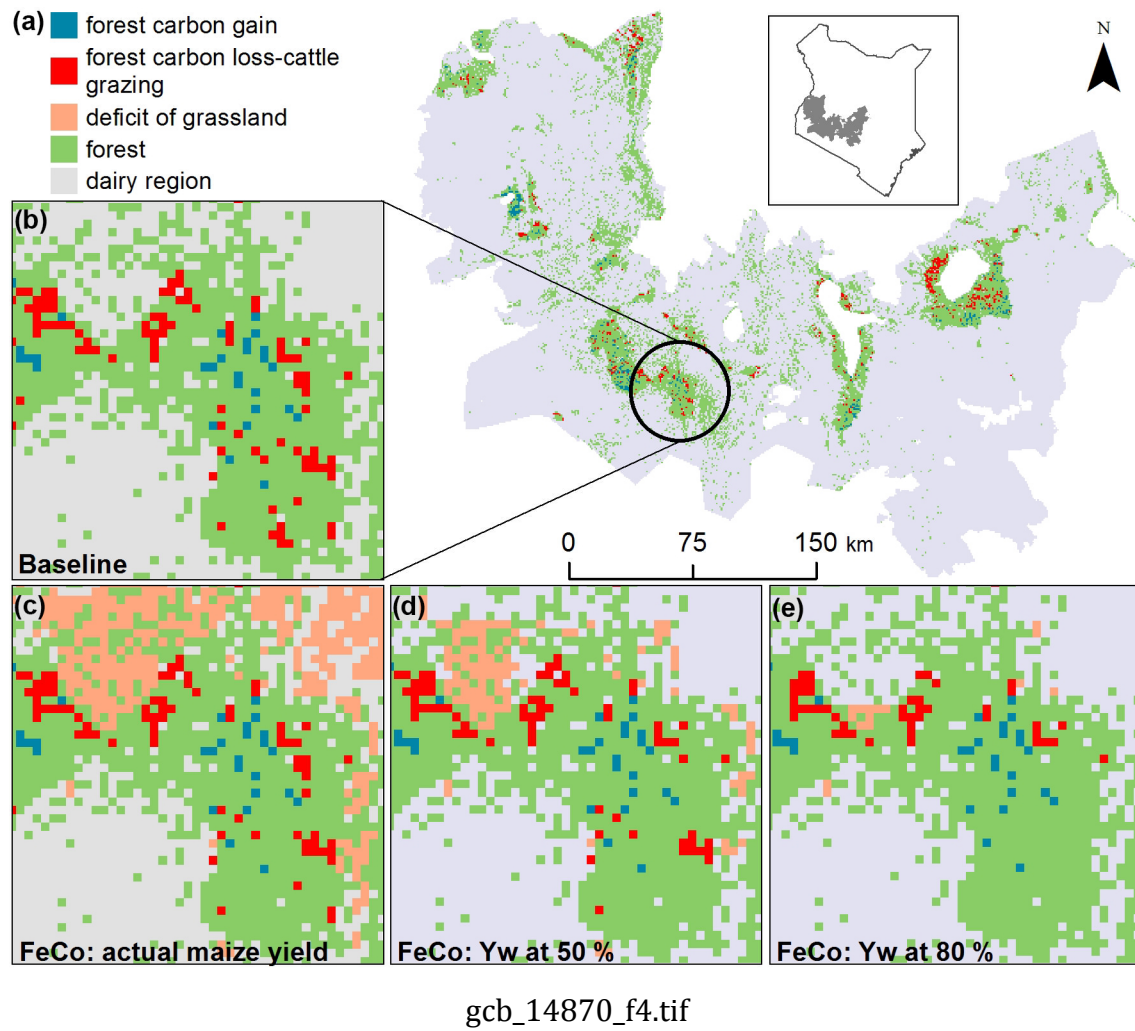 (a) forest carbon gain
forest carbon loss-cattle
grazing
deficit of grassland
forest
dairy region
N
(b)
Baseline
0 75 150 km
(c)
FeCo: actual maize yield
(d)
FeCo: Yw at 50 %
(e)
FeCo: Yw at 80 %
gcb_14870_f4.tif